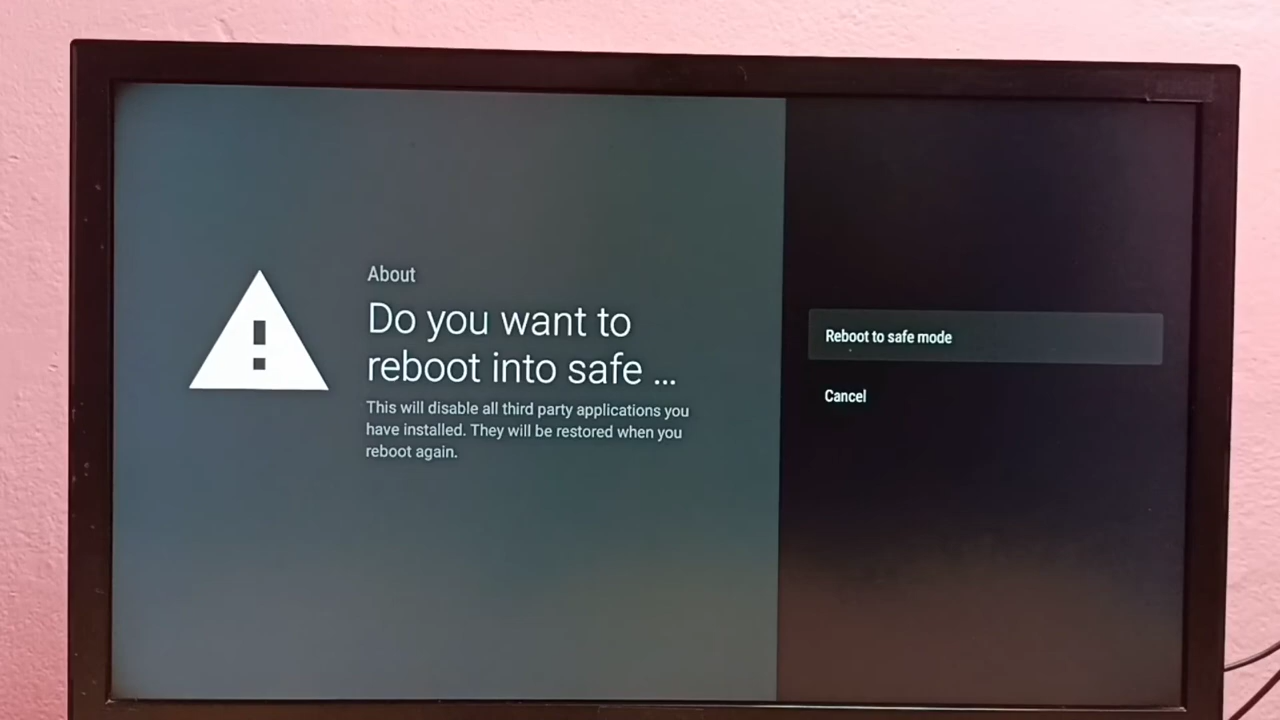 About
Do you want to
reboot into safe ...
This will disable all third party applications you
have installed. They will be restored when you
reboot again.
Reboot to safe mode
Cancel